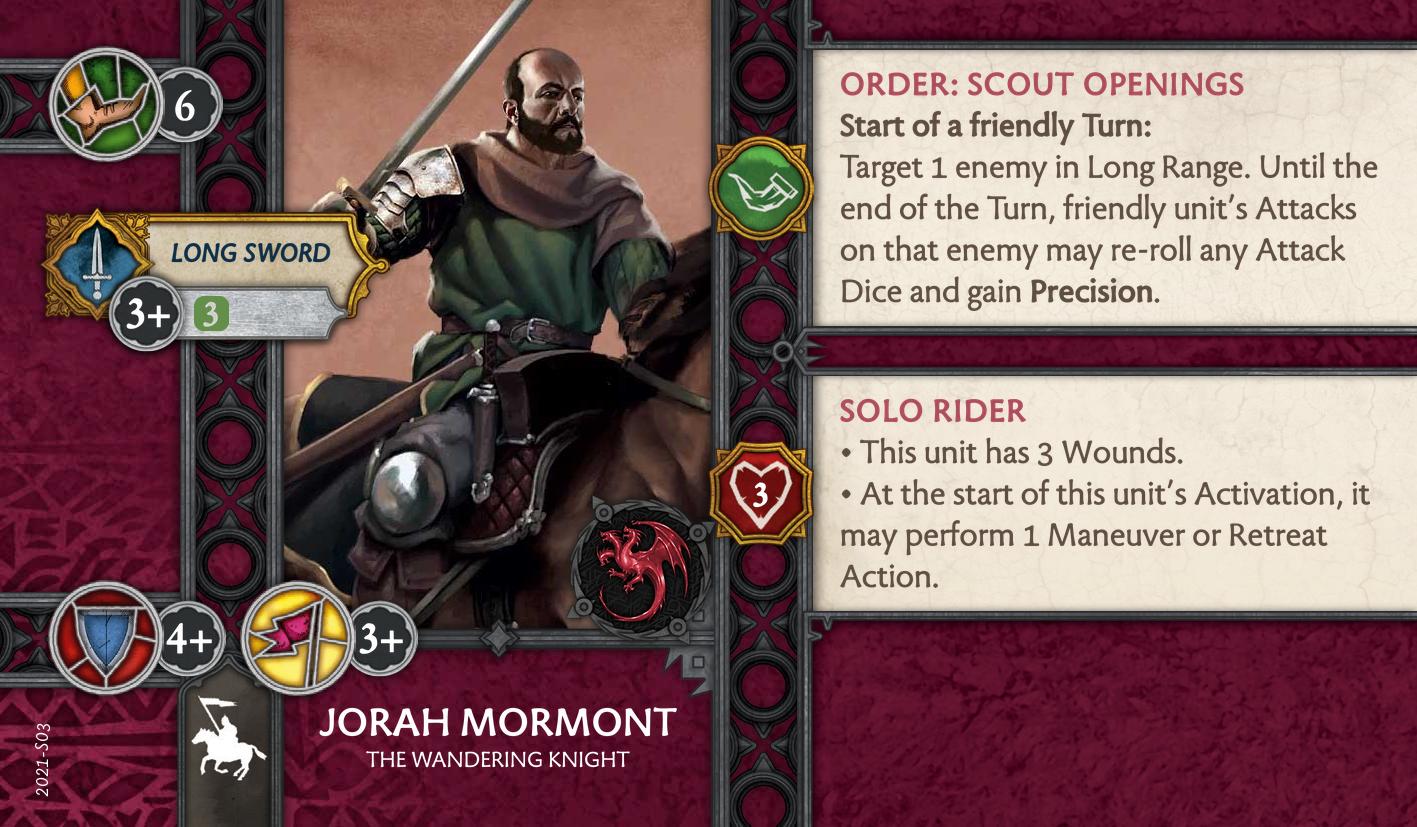 6
LONG SWORD
3+ 3
4+ 3+
JORAH MORMONT
THE WANDERING KNIGHT
2021-S03
ORDER: SCOUT OPENINGS
Start of a friendly Turn:
Target 1 enemy in Long Range. Until the
end of the Turn, friendly unit's Attacks
on that enemy may re-roll any Attack
Dice and gain Precision.
3
SOLO RIDER
• This unit has 3 Wounds.
• At the start of this unit's Activation, it
may perform 1 Maneuver or Retreat
Action.